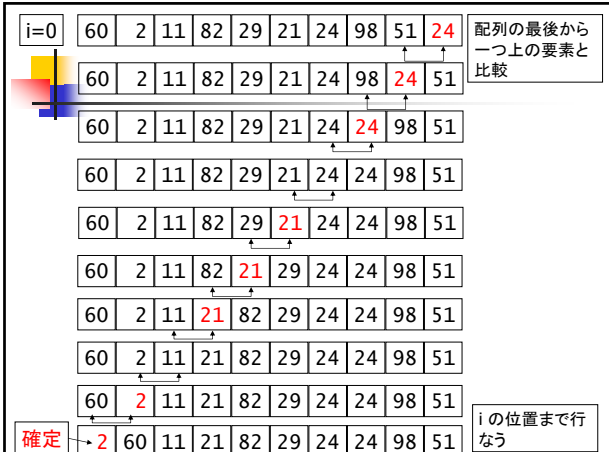 i=0
60 2 11 82 29 21 24 98 51 24
配列の最後から
一つ上の要素と
比較
60 2 11 82 29 21 24 98 24 51
60 2 11 82 29 21 24 24 98 51
60 2 11 82 29 21 24 24 98 51
60 2 11 82 29 21 24 24 98 51
60 2 11 82 21 29 24 24 98 51
60 2 11 21 82 29 24 24 98 51
60 2 11 21 82 29 24 24 98 51
60 2 11 21 82 29 24 24 98 51
i の位置まで行
なう
確定
2 60 11 21 82 29 24 24 98 51